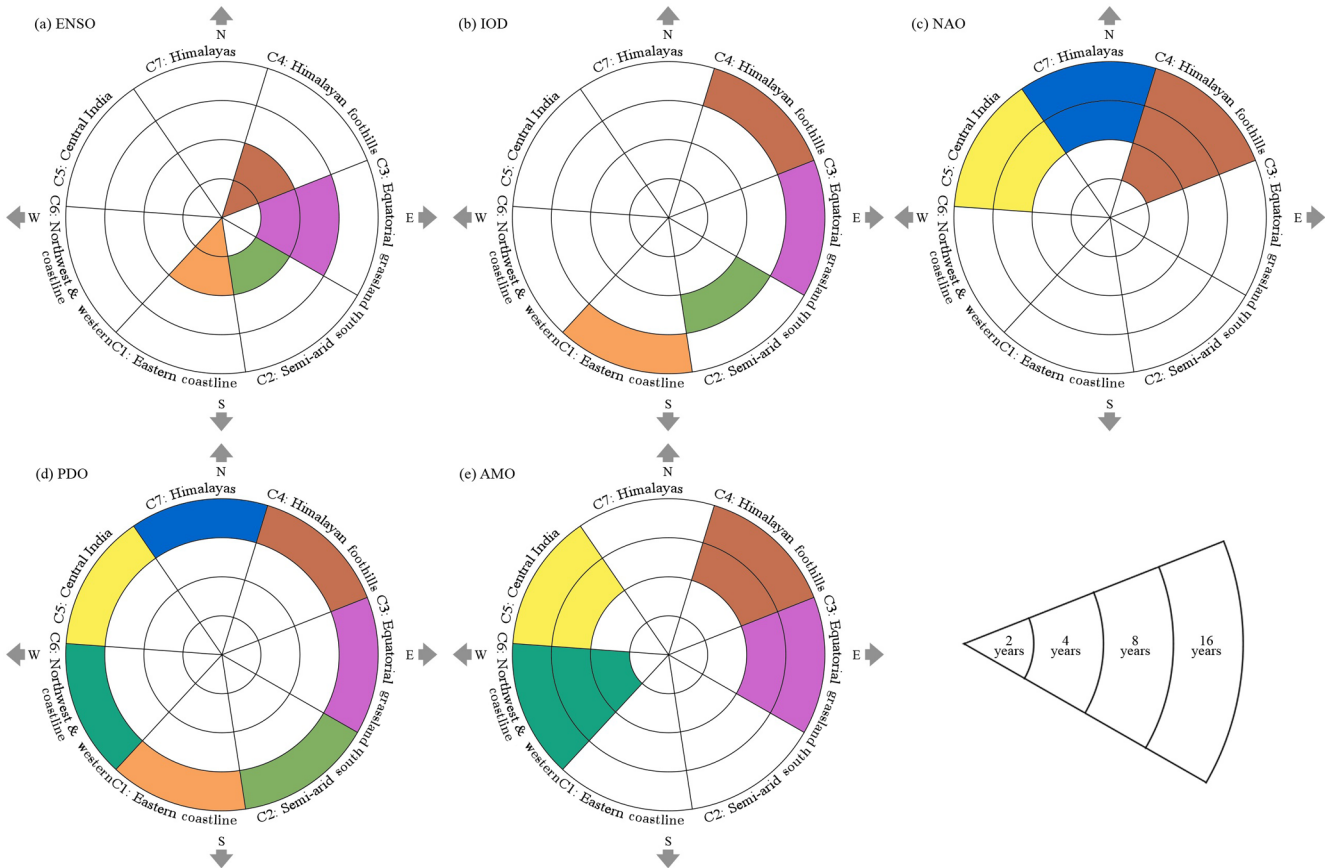 (a) ENSO
N
C7: Himalayas
C4: Himalayan foothills
C5: Central India
C3: Equatorial grassland
W
E
C6: Northwest & western
coastline
C1: Eastern coastline
C2: Semi-arid south
S
(b) IOD
N
C7: Himalayas
C4: Himalayan foothills
C5: Central India
C3: Equatorial grassland
W
E
C6: Northwest & western
coastline
C1: Eastern coastline
C2: Semi-arid south
S
(c) NAO
N
C7: Himalayas
C4: Himalayan foothills
C5: Central India
C3: Equatorial grassland
W
E
C6: Northwest & western
coastline
C1: Eastern coastline
C2: Semi-arid south
S
(d) PDO
N
C7: Himalayas
C4: Himalayan foothills
C5: Central India
C3: Equatorial grassland
W
E
C6: Northwest & western
coastline
C1: Eastern coastline
C2: Semi-arid south
S
(e) AMO
N
C7: Himalayas
C4: Himalayan foothills
C5: Central India
C3: Equatorial grassland
W
E
C6: Northwest & western
coastline
C1: Eastern coastline
C2: Semi-arid south
S
2
years
4
years
8
years
16
years